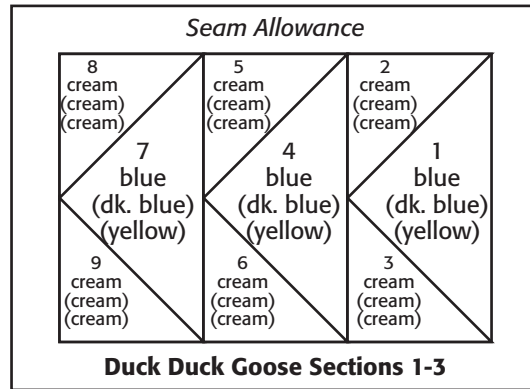 Seam Allowance
8
cream
(cream)
(cream)
5
cream
(cream)
(cream)
2
cream
(cream)
(cream)
7
blue
(dk. blue)
(yellow)
4
blue
(dk. blue)
(yellow)
1
blue
(dk. blue)
(yellow)
9
cream
(cream)
(cream)
6
cream
(cream)
(cream)
3
cream
(cream)
(cream)
Duck Duck Goose Sections 1-3